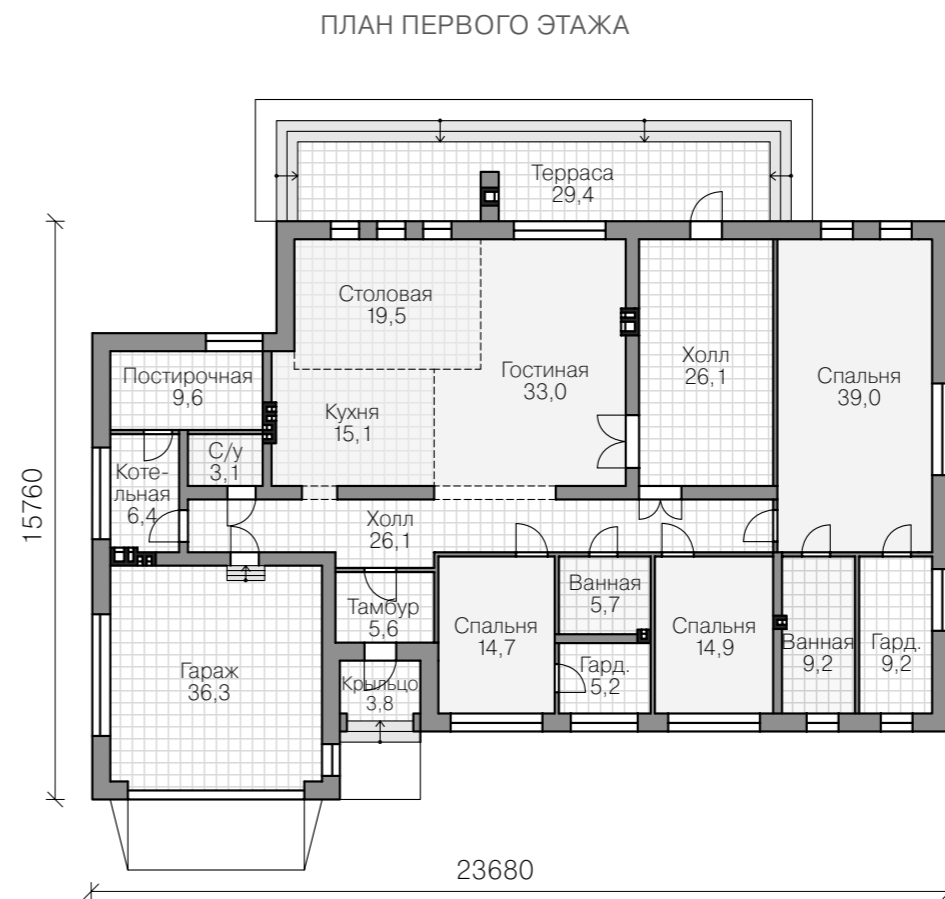 ПЛАН ПЕРВОГО ЭТАЖА
Терраса
29,4
Столовая
19,5
Гостиная
33,0
Холл
26,1
Спальня
39,0
Постирочная
9,6
Кухня
15,1
С/у
3,1
Коте-
льная
6,4
Холл
26,1
15760
Тамбур
5,6
Ванная
5,7
Спальня
14,7
Спальня
14,9
Ванная
9,2
Гард.
9,2
Гараж
36,3
Крыльцо
3,8
Гард.
5,2
23680